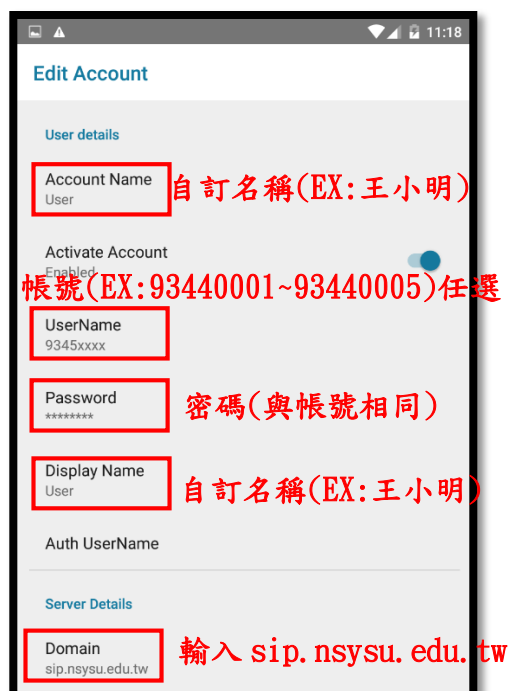 11:18
Edit Account
User details
Account Name
User
自訂名稱(EX:王小明)
Activate Account
Enabled
帳號(EX:93440001~93440005)任選
UserName
9345xxxx
Password
********
密碼(與帳號相同)
Display Name
User
自訂名稱(EX:王小明)
Auth UserName
Server Details
Domain
sip.nsysu.edu.tw
輸入 sip.nsysu.edu.tw